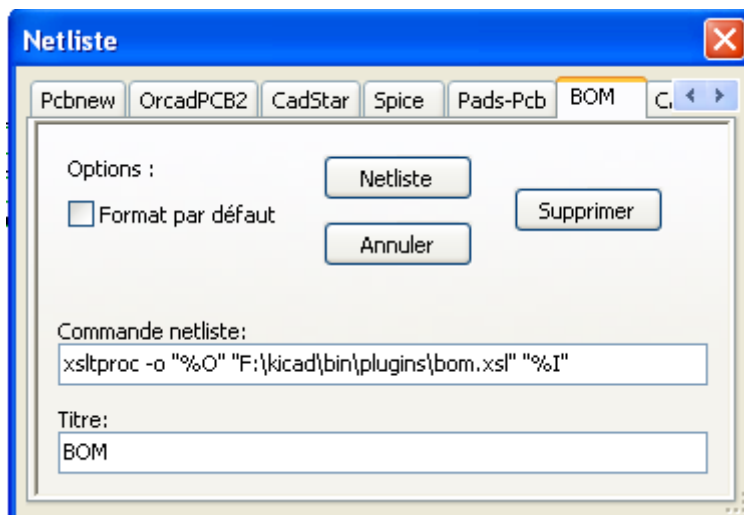 Netliste
Pcbnew OrcadPCB2 CadStar Spice Pads-Pcb BOM
Options :
Netliste
Format par défaut
Supprimer
Annuler
Commande netliste:
xsltproc -o "%O" "F:\kicad\bin\plugins\bom.xsl" "%I"
Titre:
BOM